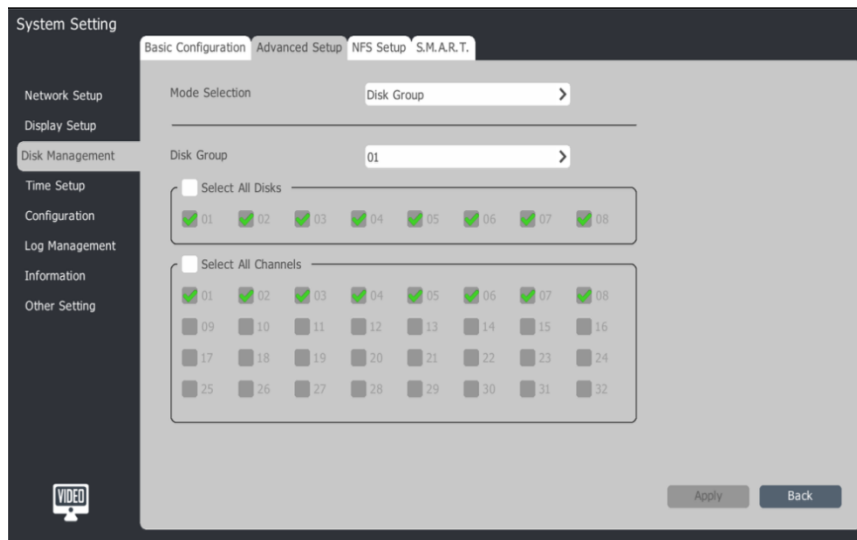 System Setting
Basic Configuration Advanced Setup NFS Setup S.M.A.R.T.
Network Setup
Display Setup
Disk Management
Time Setup
Configuration
Log Management
Information
Other Setting
VIDEO
Mode Selection Disk Group
Disk Group 01
Select All Disks
01 02 03 04 05 06 07 08
Select All Channels
01 02 03 04 05 06 07 08
09 10 11 12 13 14 15 16
17 18 19 20 21 22 23 24
25 26 27 28 29 30 31 32
Apply Back